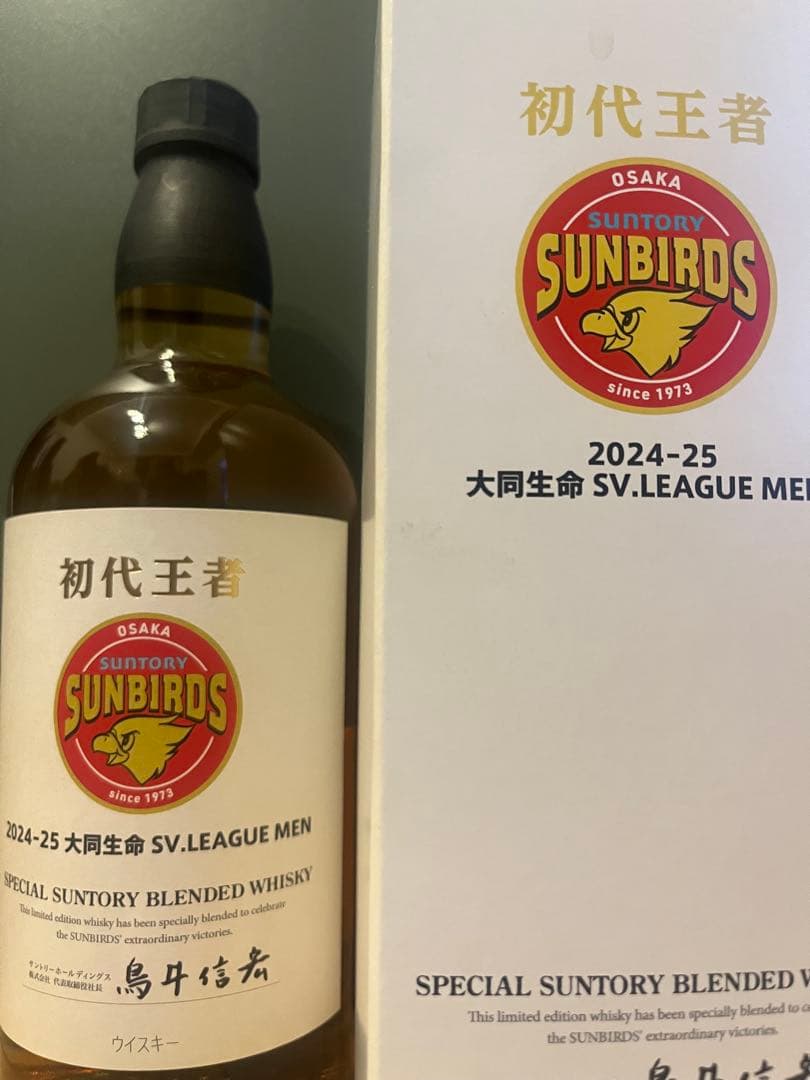 初代王者
OSAKA
SUNTORY
SUNBIRDS
since 1973
2024-25 大同生命 SV.LEAGUE MEN
SPECIAL SUNTORY BLENDED WHISKY
This limited edition whisky has been specially blended to celebrate
the SUNBIRDS' extraordinary victories.
サントリーホールディングス
株式会社 代表取締役社長
鳥井信宏
ウイスキー
初代王者
OSAKA
SUNTORY
SUNBIRDS
since 1973
2024-25
大同生命 SV.LEAGUE MEN
SPECIAL SUNTORY BLENDED W
This limited edition whisky has been specially blended to ce
the SUNBIRDS' extraordinary victories.